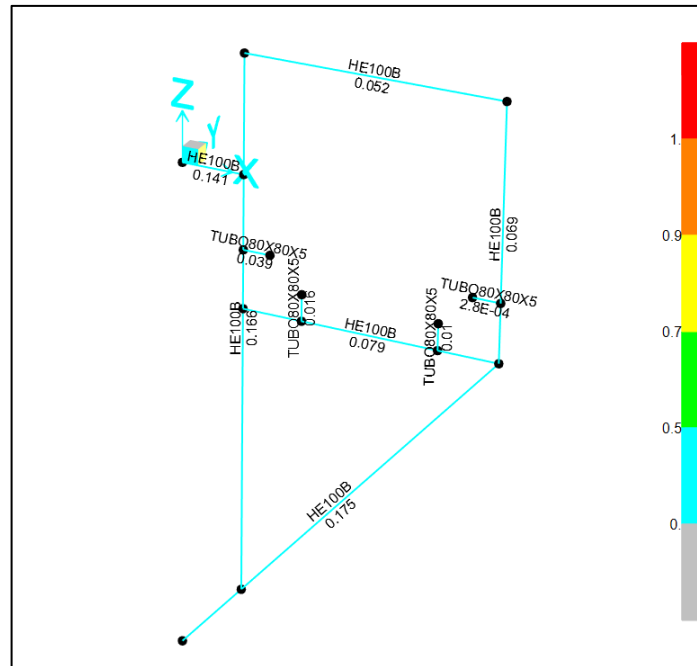 HE100B
0.052
Z
Y
X
HE100B
0.141
1.
0.9
HE100B
0.069
TUBO80X80X5
0.039
TUBO80X80X5
0.016
TUBO80X80X5
2.8E-04
TUBO80X80X5
0.01
HE100B
0.166
HE100B
0.079
0.7
0.5
HE100B
0.175
0.